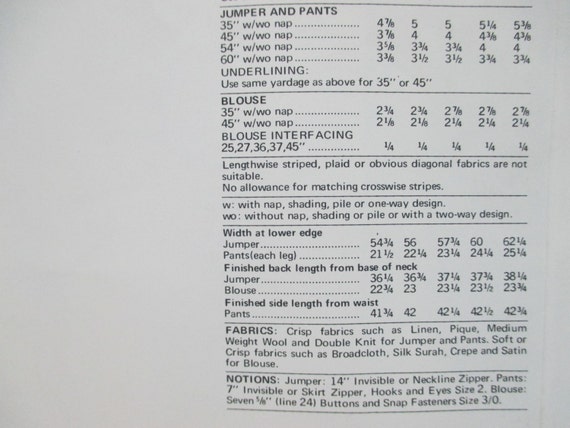 JUMPER AND PANTS
35" w/wo nap .................... 4⅞ 5 5 5¼ 5⅜
45" w/wo nap .................... 3⅞ 4 4 4⅜ 4⅜
54" w/wo nap .................... 3⅝ 3¾ 3¾ 4 4
60" w/wo nap .................... 3⅜ 3½ 3½ 3¾ 3¾
UNDERLINING:
Use same yardage as above for 35" or 45"
BLOUSE
35" w/wo nap .................... 2¾ 2¾ 2⅞ 2⅞ 2⅞
45" w/wo nap .................... 2⅛ 2⅛ 2¼ 2¼ 2¼
BLOUSE INTERFACING
25,27,36,37,45" .................. ¼ ¼ ¼ ¼ ¼
Lengthwise striped, plaid or obvious diagonal fabrics are not
suitable.
No allowance for matching crosswise stripes.
w: with nap, shading, pile or one-way design.
wo: without nap, shading or pile or with a two-way design.
Width at lower edge
Jumper.............................. 54¾ 56 57¾ 60 62¼
Pants(each leg) .................... 21½ 22¼ 23¼ 24¼ 25¼
Finished back length from base of neck
Jumper.............................. 36¼ 36¾ 37¼ 37¾ 38¼
Blouse .............................. 22¾ 23 23¼ 23½ 23¾
Finished side length from waist
Pants ................................ 41¾ 42 42¼ 42½ 42¾
FABRICS: Crisp fabrics such as Linen, Pique, Medium
Weight Wool and Double Knit for Jumper and Pants. Soft or
Crisp fabrics such as Broadcloth, Silk Surah, Crepe and Satin
for Blouse.
NOTIONS: Jumper: 14" Invisible or Neckline Zipper. Pants:
7" Invisible or Skirt Zipper, Hooks and Eyes Size 2. Blouse:
Seven ⅝" (line 24) Buttons and Snap Fasteners Size 3/0.